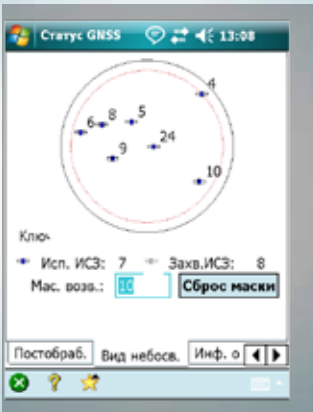 Статус GNSS 13:08
4
5
8
6
24
9
10
Ключ
Исп. ИСЗ: 7 Захв.ИСЗ: 8
Мас. возв.: 10 Сброс маски
Постобраб. Вид небосв. Инф. о
?